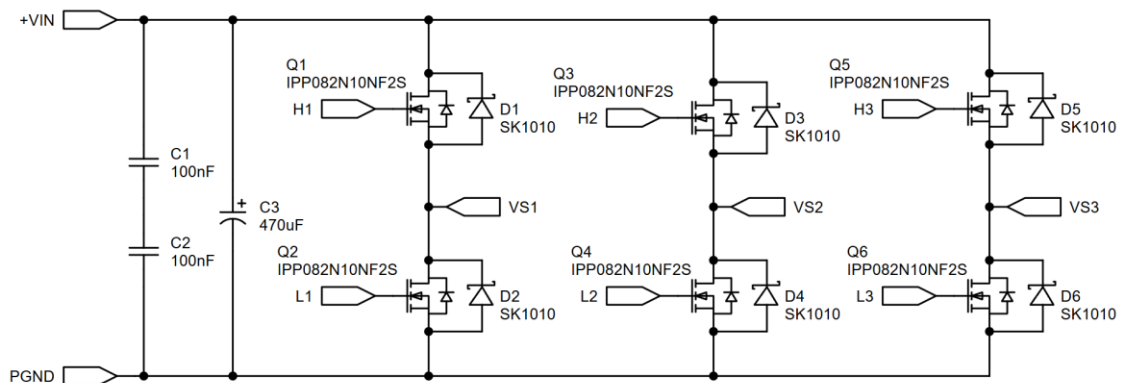 +VIN
Q1
IPP082N10NF2S
H1
D1
SK1010
Q3
IPP082N10NF2S
H2
D3
SK1010
Q5
IPP082N10NF2S
H3
D5
SK1010
C1
100nF
C2
100nF
+
C3
470uF
VS1
VS2
VS3
Q2
IPP082N10NF2S
L1
D2
SK1010
Q4
IPP082N10NF2S
L2
D4
SK1010
Q6
IPP082N10NF2S
L3
D6
SK1010
PGND